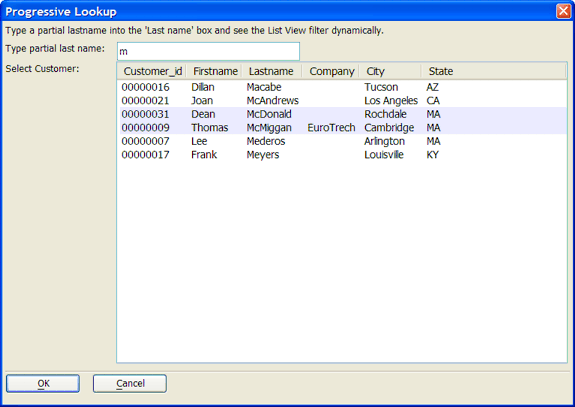 Progressive Lookup
Type a partial lastname into the 'Last name' box and see the List View filter dynamically.
Type partial last name: m
Select Customer:
Customer_id Firstname Lastname Company City State
00000016 Dillan Macabe Tucson AZ
00000021 Joan McAndrews Los Angeles CA
00000031 Dean McDonald Rochdale MA
00000009 Thomas McMiggan EuroTrech Cambridge MA
00000007 Lee Mederos Arlington MA
00000017 Frank Meyers Louisville KY
OK Cancel